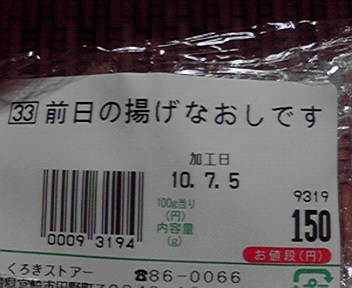 33 前日の揚げなおしです
加工日
10.7.5
100g当り
(円)
内容量
(g)
9319
150
お値段(円)
0009 3194
くろきストアー ☎86-0066